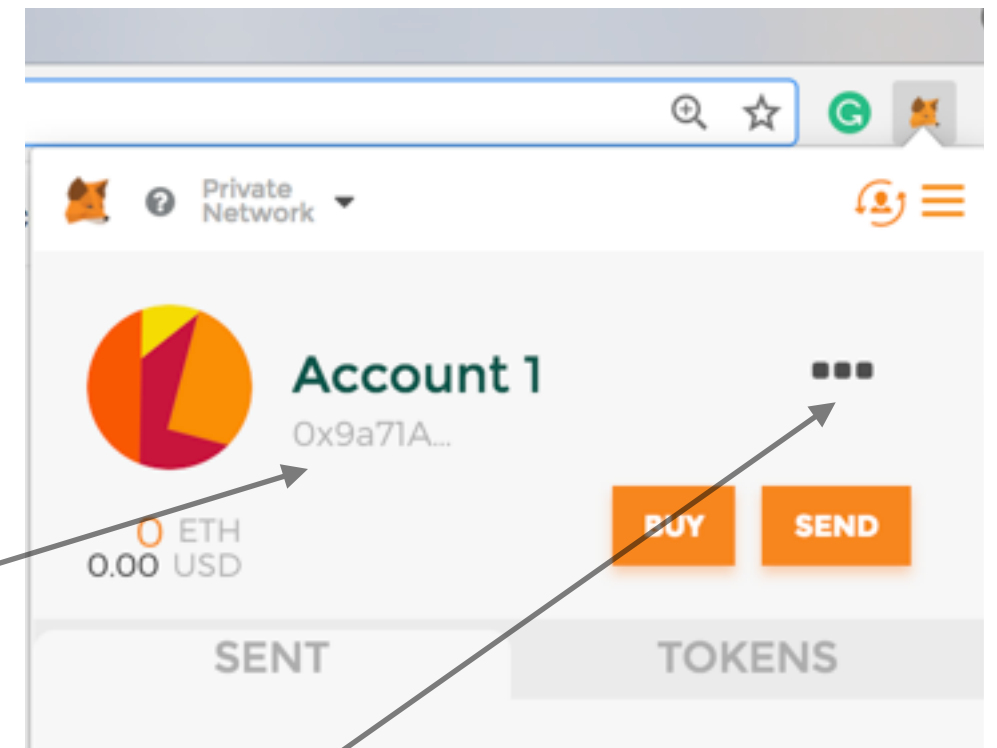 G
Private
Network
Account 1
0x9a71A...
0 ETH
0.00 USD
BUY
SEND
SENT
TOKENS